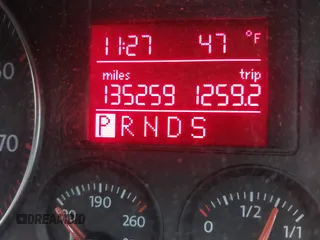 11:27 47 °F
miles trip
135259 1259.2
P R N D S
190
260
0 1/2 1/1
70